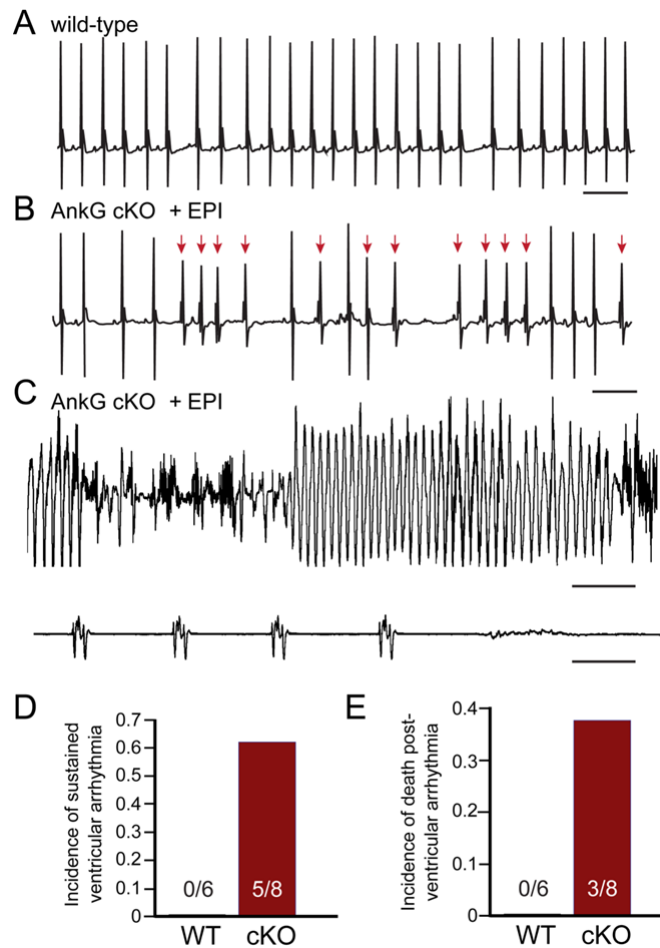 A wild-type
B AnkG cKO + EPI
C AnkG cKO + EPI
D
Incidence of sustained
ventricular arrhythmia
0.7
0.6
0.5
0.4
0.3
0.2
0.1
0
0/6
5/8
WT cKO
E
Incidence of death post-
ventricular arrhythmia
0.4
0.3
0.2
0.1
0
0/6
3/8
WT cKO